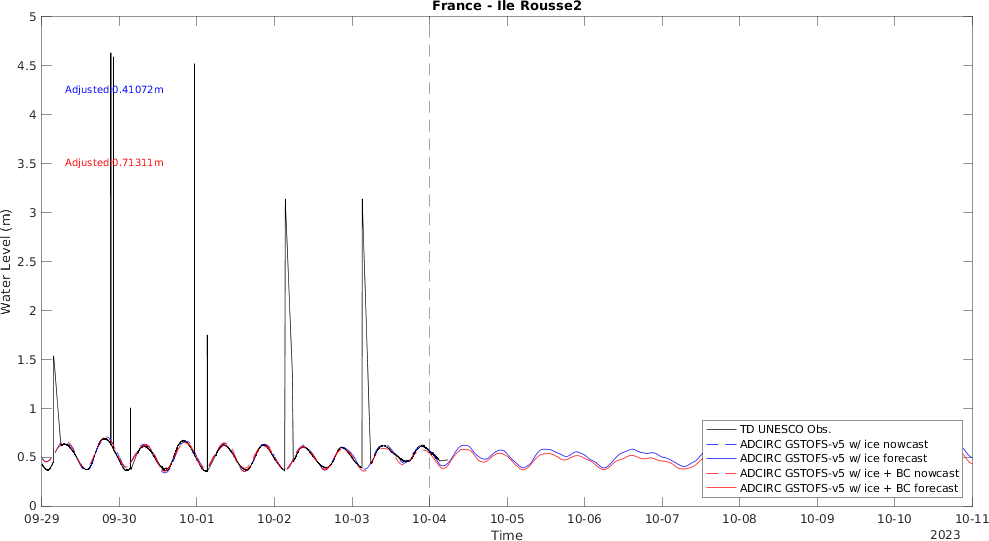 France - Ile Rousse2
5
4.5
4
3.5
3
2.5
2
1.5
1
0.5
0
Water Level (m)
Adjusted 0.41072m
Adjusted 0.71311m
TD UNESCO Obs.
ADCIRC GSTOFS-v5 w/ ice nowcast
ADCIRC GSTOFS-v5 w/ ice forecast
ADCIRC GSTOFS-v5 w/ ice + BC nowcast
ADCIRC GSTOFS-v5 w/ ice + BC forecast
09-29 09-30 10-01 10-02 10-03 10-04 10-05 10-06 10-07 10-08 10-09 10-10 10-11
Time
2023